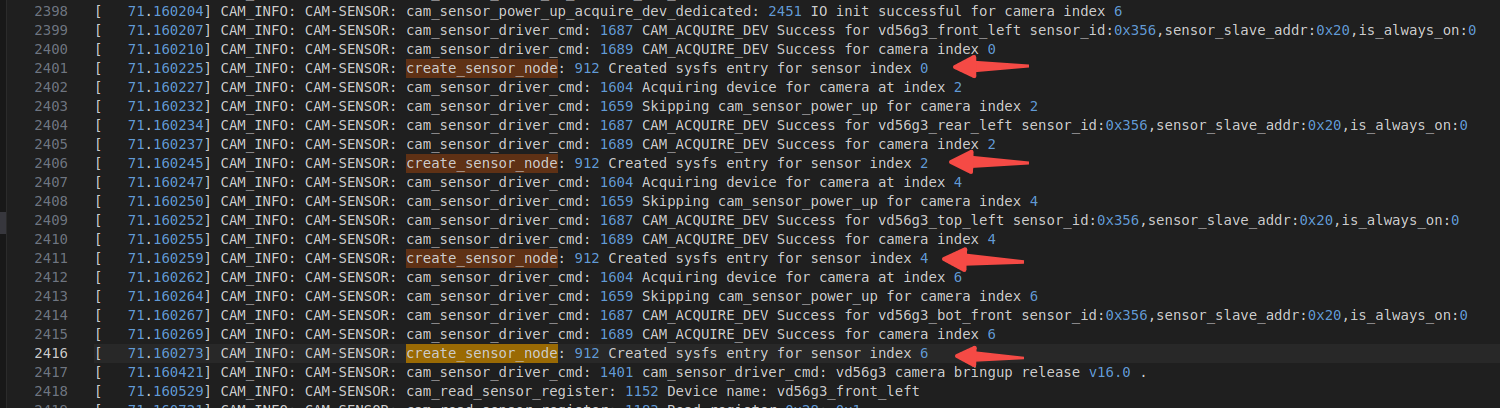 2398 [   71.160204] CAM_INFO: CAM-SENSOR: cam_sensor_power_up_acquire_dev_dedicated: 2451 IO init successful for camera index 6
2399 [   71.160207] CAM_INFO: CAM-SENSOR: cam_sensor_driver_cmd: 1687 CAM_ACQUIRE_DEV Success for vd56g3_front_left sensor_id:0x356,sensor_slave_addr:0x20,is_always_on:0
2400 [   71.160210] CAM_INFO: CAM-SENSOR: cam_sensor_driver_cmd: 1689 CAM_ACQUIRE_DEV Success for camera index 0
2401 [   71.160225] CAM_INFO: CAM-SENSOR: create_sensor_node: 912 Created sysfs entry for sensor index 0
2402 [   71.160227] CAM_INFO: CAM-SENSOR: cam_sensor_driver_cmd: 1604 Acquiring device for camera at index 2
2403 [   71.160232] CAM_INFO: CAM-SENSOR: cam_sensor_driver_cmd: 1659 Skipping cam_sensor_power_up for camera index 2
2404 [   71.160234] CAM_INFO: CAM-SENSOR: cam_sensor_driver_cmd: 1687 CAM_ACQUIRE_DEV Success for vd56g3_rear_left sensor_id:0x356,sensor_slave_addr:0x20,is_always_on:0
2405 [   71.160237] CAM_INFO: CAM-SENSOR: cam_sensor_driver_cmd: 1689 CAM_ACQUIRE_DEV Success for camera index 2
2406 [   71.160245] CAM_INFO: CAM-SENSOR: create_sensor_node: 912 Created sysfs entry for sensor index 2
2407 [   71.160247] CAM_INFO: CAM-SENSOR: cam_sensor_driver_cmd: 1604 Acquiring device for camera at index 4
2408 [   71.160250] CAM_INFO: CAM-SENSOR: cam_sensor_driver_cmd: 1659 Skipping cam_sensor_power_up for camera index 4
2409 [   71.160252] CAM_INFO: CAM-SENSOR: cam_sensor_driver_cmd: 1687 CAM_ACQUIRE_DEV Success for vd56g3_top_left sensor_id:0x356,sensor_slave_addr:0x20,is_always_on:0
2410 [   71.160255] CAM_INFO: CAM-SENSOR: cam_sensor_driver_cmd: 1689 CAM_ACQUIRE_DEV Success for camera index 4
2411 [   71.160259] CAM_INFO: CAM-SENSOR: create_sensor_node: 912 Created sysfs entry for sensor index 4
2412 [   71.160262] CAM_INFO: CAM-SENSOR: cam_sensor_driver_cmd: 1604 Acquiring device for camera at index 6
2413 [   71.160264] CAM_INFO: CAM-SENSOR: cam_sensor_driver_cmd: 1659 Skipping cam_sensor_power_up for camera index 6
2414 [   71.160267] CAM_INFO: CAM-SENSOR: cam_sensor_driver_cmd: 1687 CAM_ACQUIRE_DEV Success for vd56g3_bot_front sensor_id:0x356,sensor_slave_addr:0x20,is_always_on:0
2415 [   71.160269] CAM_INFO: CAM-SENSOR: cam_sensor_driver_cmd: 1689 CAM_ACQUIRE_DEV Success for camera index 6
2416 [   71.160273] CAM_INFO: CAM-SENSOR: create_sensor_node: 912 Created sysfs entry for sensor index 6
2417 [   71.160421] CAM_INFO: CAM-SENSOR: cam_sensor_driver_cmd: 1401 cam_sensor_driver_cmd: vd56g3 camera bringup release v16.0 .
2418 [   71.160529] CAM_INFO: CAM-SENSOR: cam_read_sensor_register: 1152 Device name: vd56g3_front_left